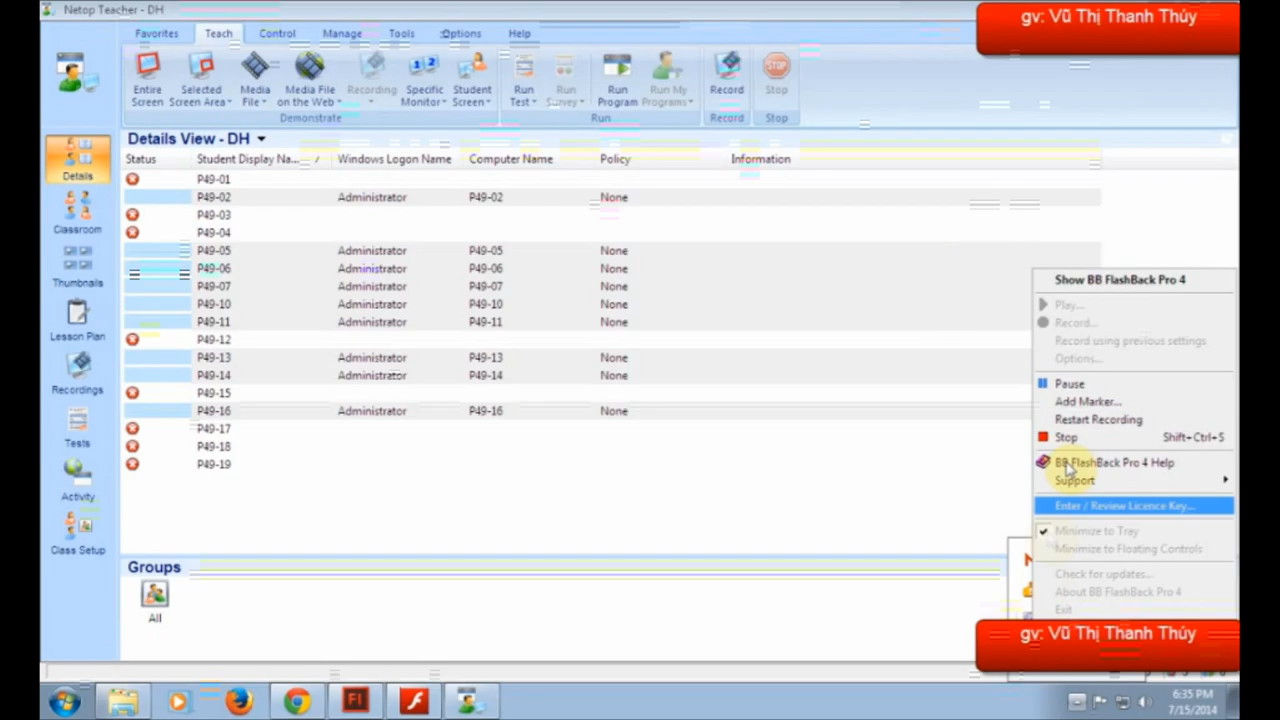 Netop Teacher - DH
gv: Vũ Thị Thanh Thúy
Favorites Teach Control Manage Tools Options Help
Entire Screen
Selected Screen Area
Media File
Media File on the Web
Recording
Specific Monitor
Student Screen
Run Test
Run Survey
Run Program
Run My Programs
Record
Stop
Demonstrate Run Record Stop
Details View - DH
Status Student Display Na... Windows Logon Name Computer Name Policy Information
P49-01
P49-02 Administrator P49-02 None
P49-03
P49-04
P49-05 Administrator P49-05 None
P49-06 Administrator P49-06 None
P49-07 Administrator P49-07 None
P49-10 Administrator P49-10 None
P49-11 Administrator P49-11 None
P49-12
P49-13 Administrator P49-13 None
P49-14 Administrator P49-14 None
P49-15
P49-16 Administrator P49-16 None
P49-17
P49-18
P49-19
Details
Classroom
Thumbnails
Lesson Plan
Recordings
Tests
Activity
Class Setup
Groups
All
Show BB FlashBack Pro 4
Play...
Record...
Record using previous settings
Options...
Pause
Add Marker...
Restart Recording
Stop Shift+Ctrl+S
BB FlashBack Pro 4 Help
Support
Enter / Review Licence Key...
Minimize to Tray
Minimize to Floating Controls
Check for updates...
About BB FlashBack Pro 4
Exit
gv: Vũ Thị Thanh Thúy
6:35 PM
7/15/2014